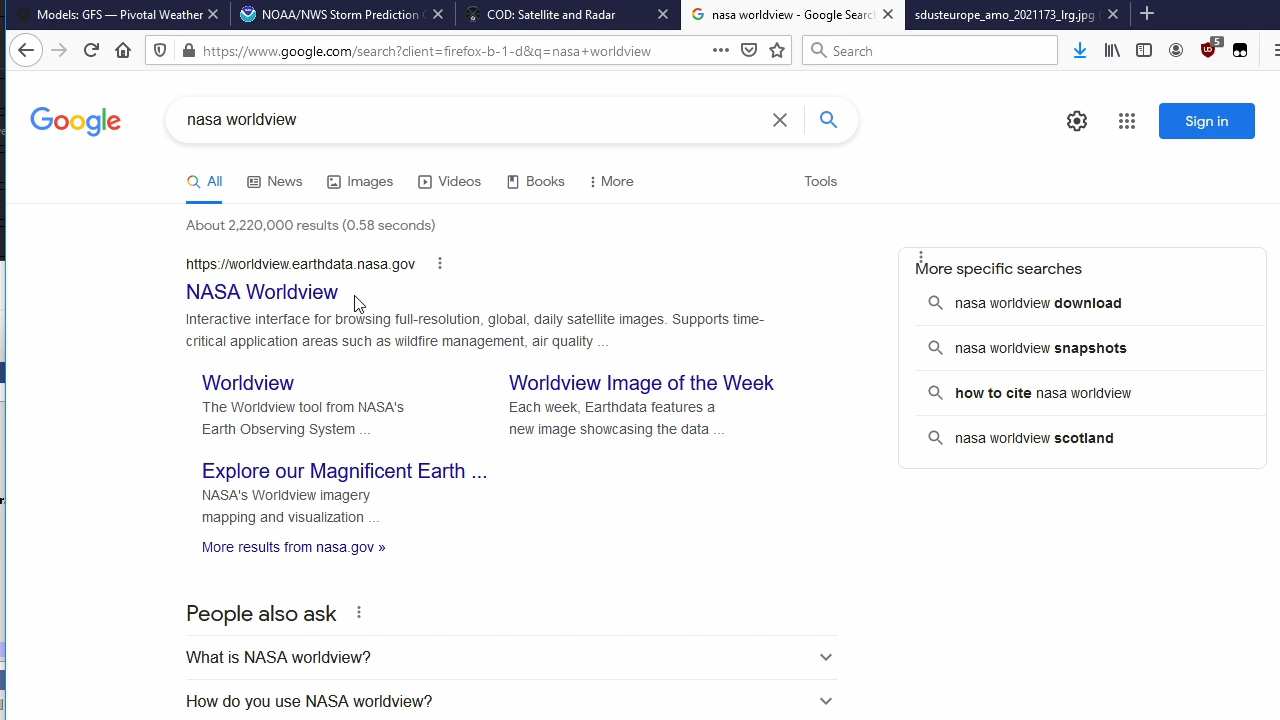 Models: GFS — Pivotal Weather
NOAA/NWS Storm Prediction
COD: Satellite and Radar
nasa worldview - Google Search
sdusteurope_amo_2021173_lrg.jpg
https://www.google.com/search?client=firefox-b-1-d&q=nasa+worldview
Search
5
Google
nasa worldview
Sign in
All
News
Images
Videos
Books
More
Tools
About 2,220,000 results (0.58 seconds)
https://worldview.earthdata.nasa.gov
NASA Worldview
Interactive interface for browsing full-resolution, global, daily satellite images. Supports time-
critical application areas such as wildfire management, air quality ...
Worldview
The Worldview tool from NASA's
Earth Observing System ...
Worldview Image of the Week
Each week, Earthdata features a
new image showcasing the data ...
Explore our Magnificent Earth ...
NASA's Worldview imagery
mapping and visualization ...
More results from nasa.gov »
More specific searches
nasa worldview download
nasa worldview snapshots
how to cite nasa worldview
nasa worldview scotland
People also ask
What is NASA worldview?
How do you use NASA worldview?